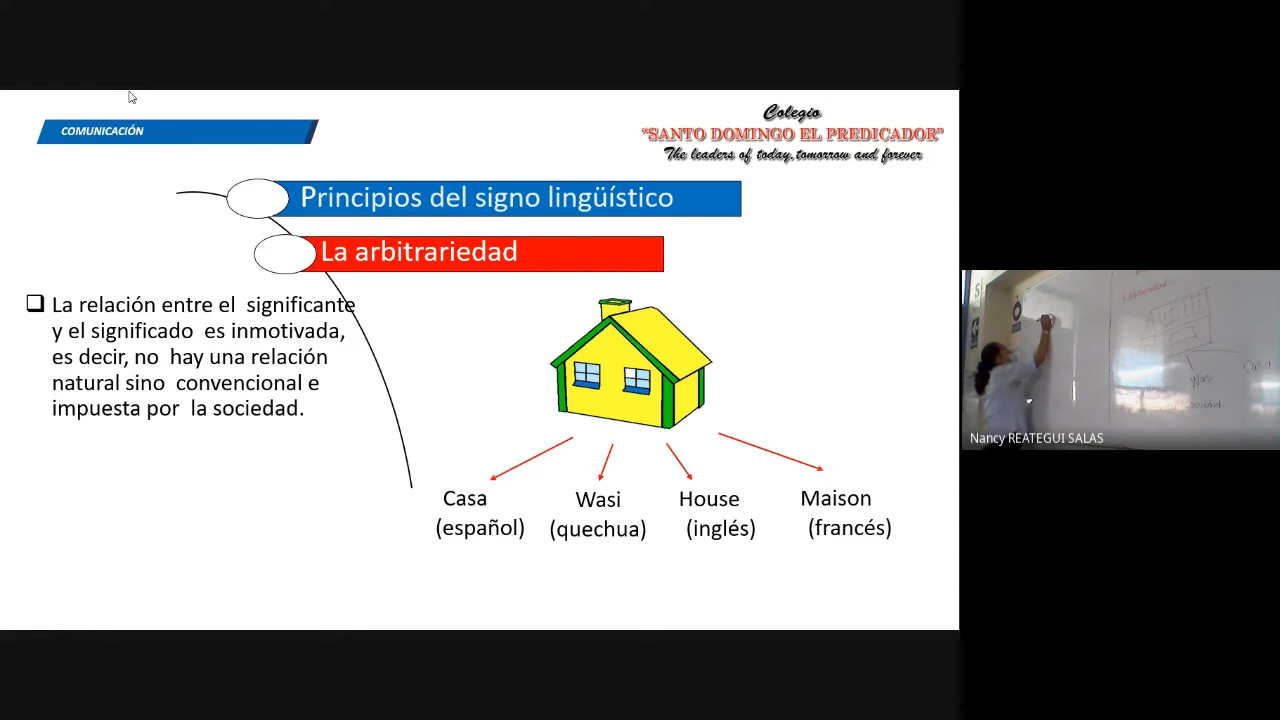 COMUNICACIÓN
Colegio
“SANTO DOMINGO EL PREDICADOR”
The leaders of today, tomorrow and forever
Principios del signo lingüístico
La arbitrariedad
La relación entre el significante
y el significado es inmotivada,
es decir, no hay una relación
natural sino convencional e
impuesta por la sociedad.
Casa
(español)
Wasi
(quechua)
House
(inglés)
Maison
(francés)
Wasi
Casa
Nancy REATEGUI SALAS